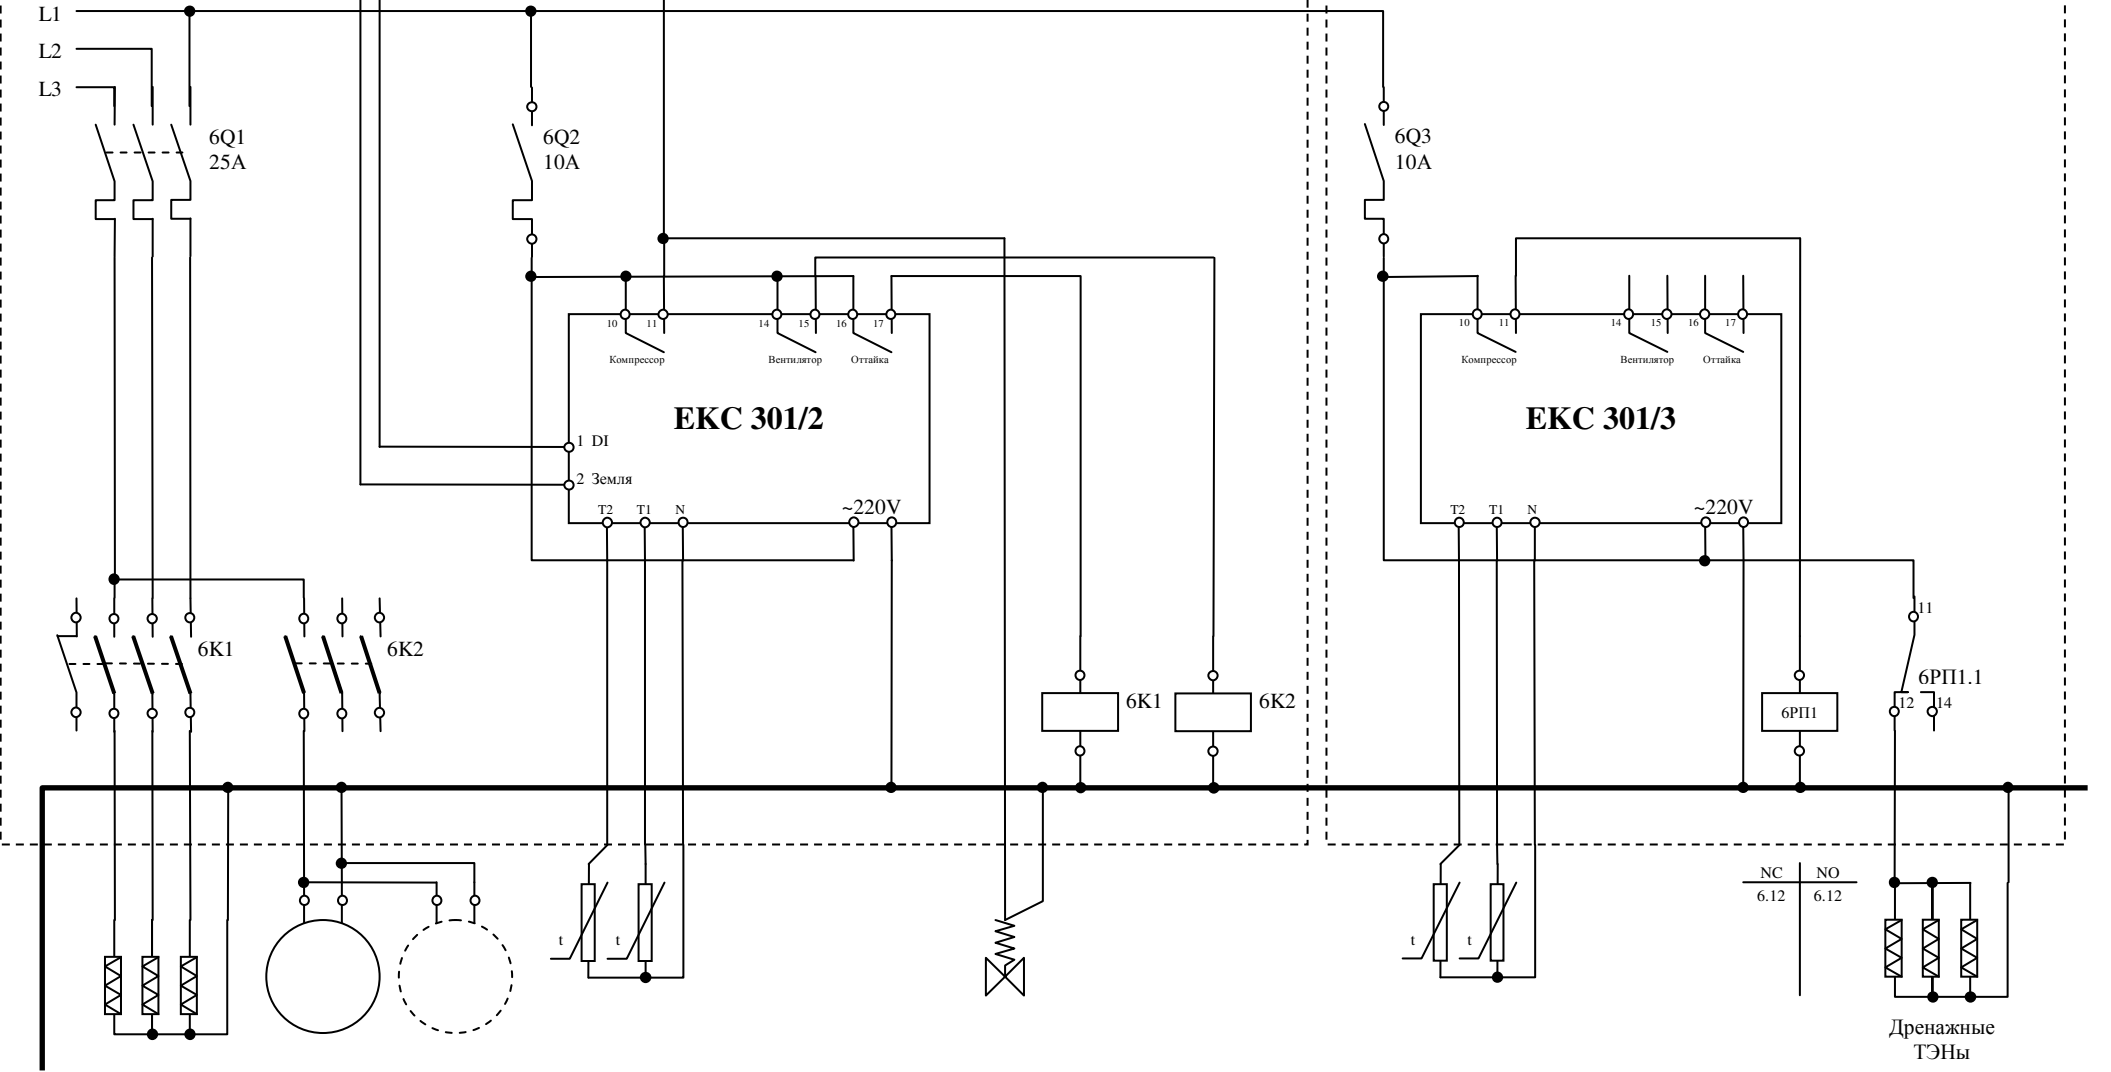 L1
L2
L3
6Q1
25A
6Q2
10A
6Q3
10A
10
11
14
15
16
17
Компрессор
Вентилятор
Оттайка
EKC 301/2
1 DI
2 Земля
T2
T1
N
~220V
10
11
14
15
16
17
Компрессор
Вентилятор
Оттайка
EKC 301/3
T2
T1
N
~220V
6K1
6K2
6K1
6K2
6РП1
11
6РП1.1
12
14
t
t
t
t
NC
NO
6.12
6.12
Дренажные
ТЭНы